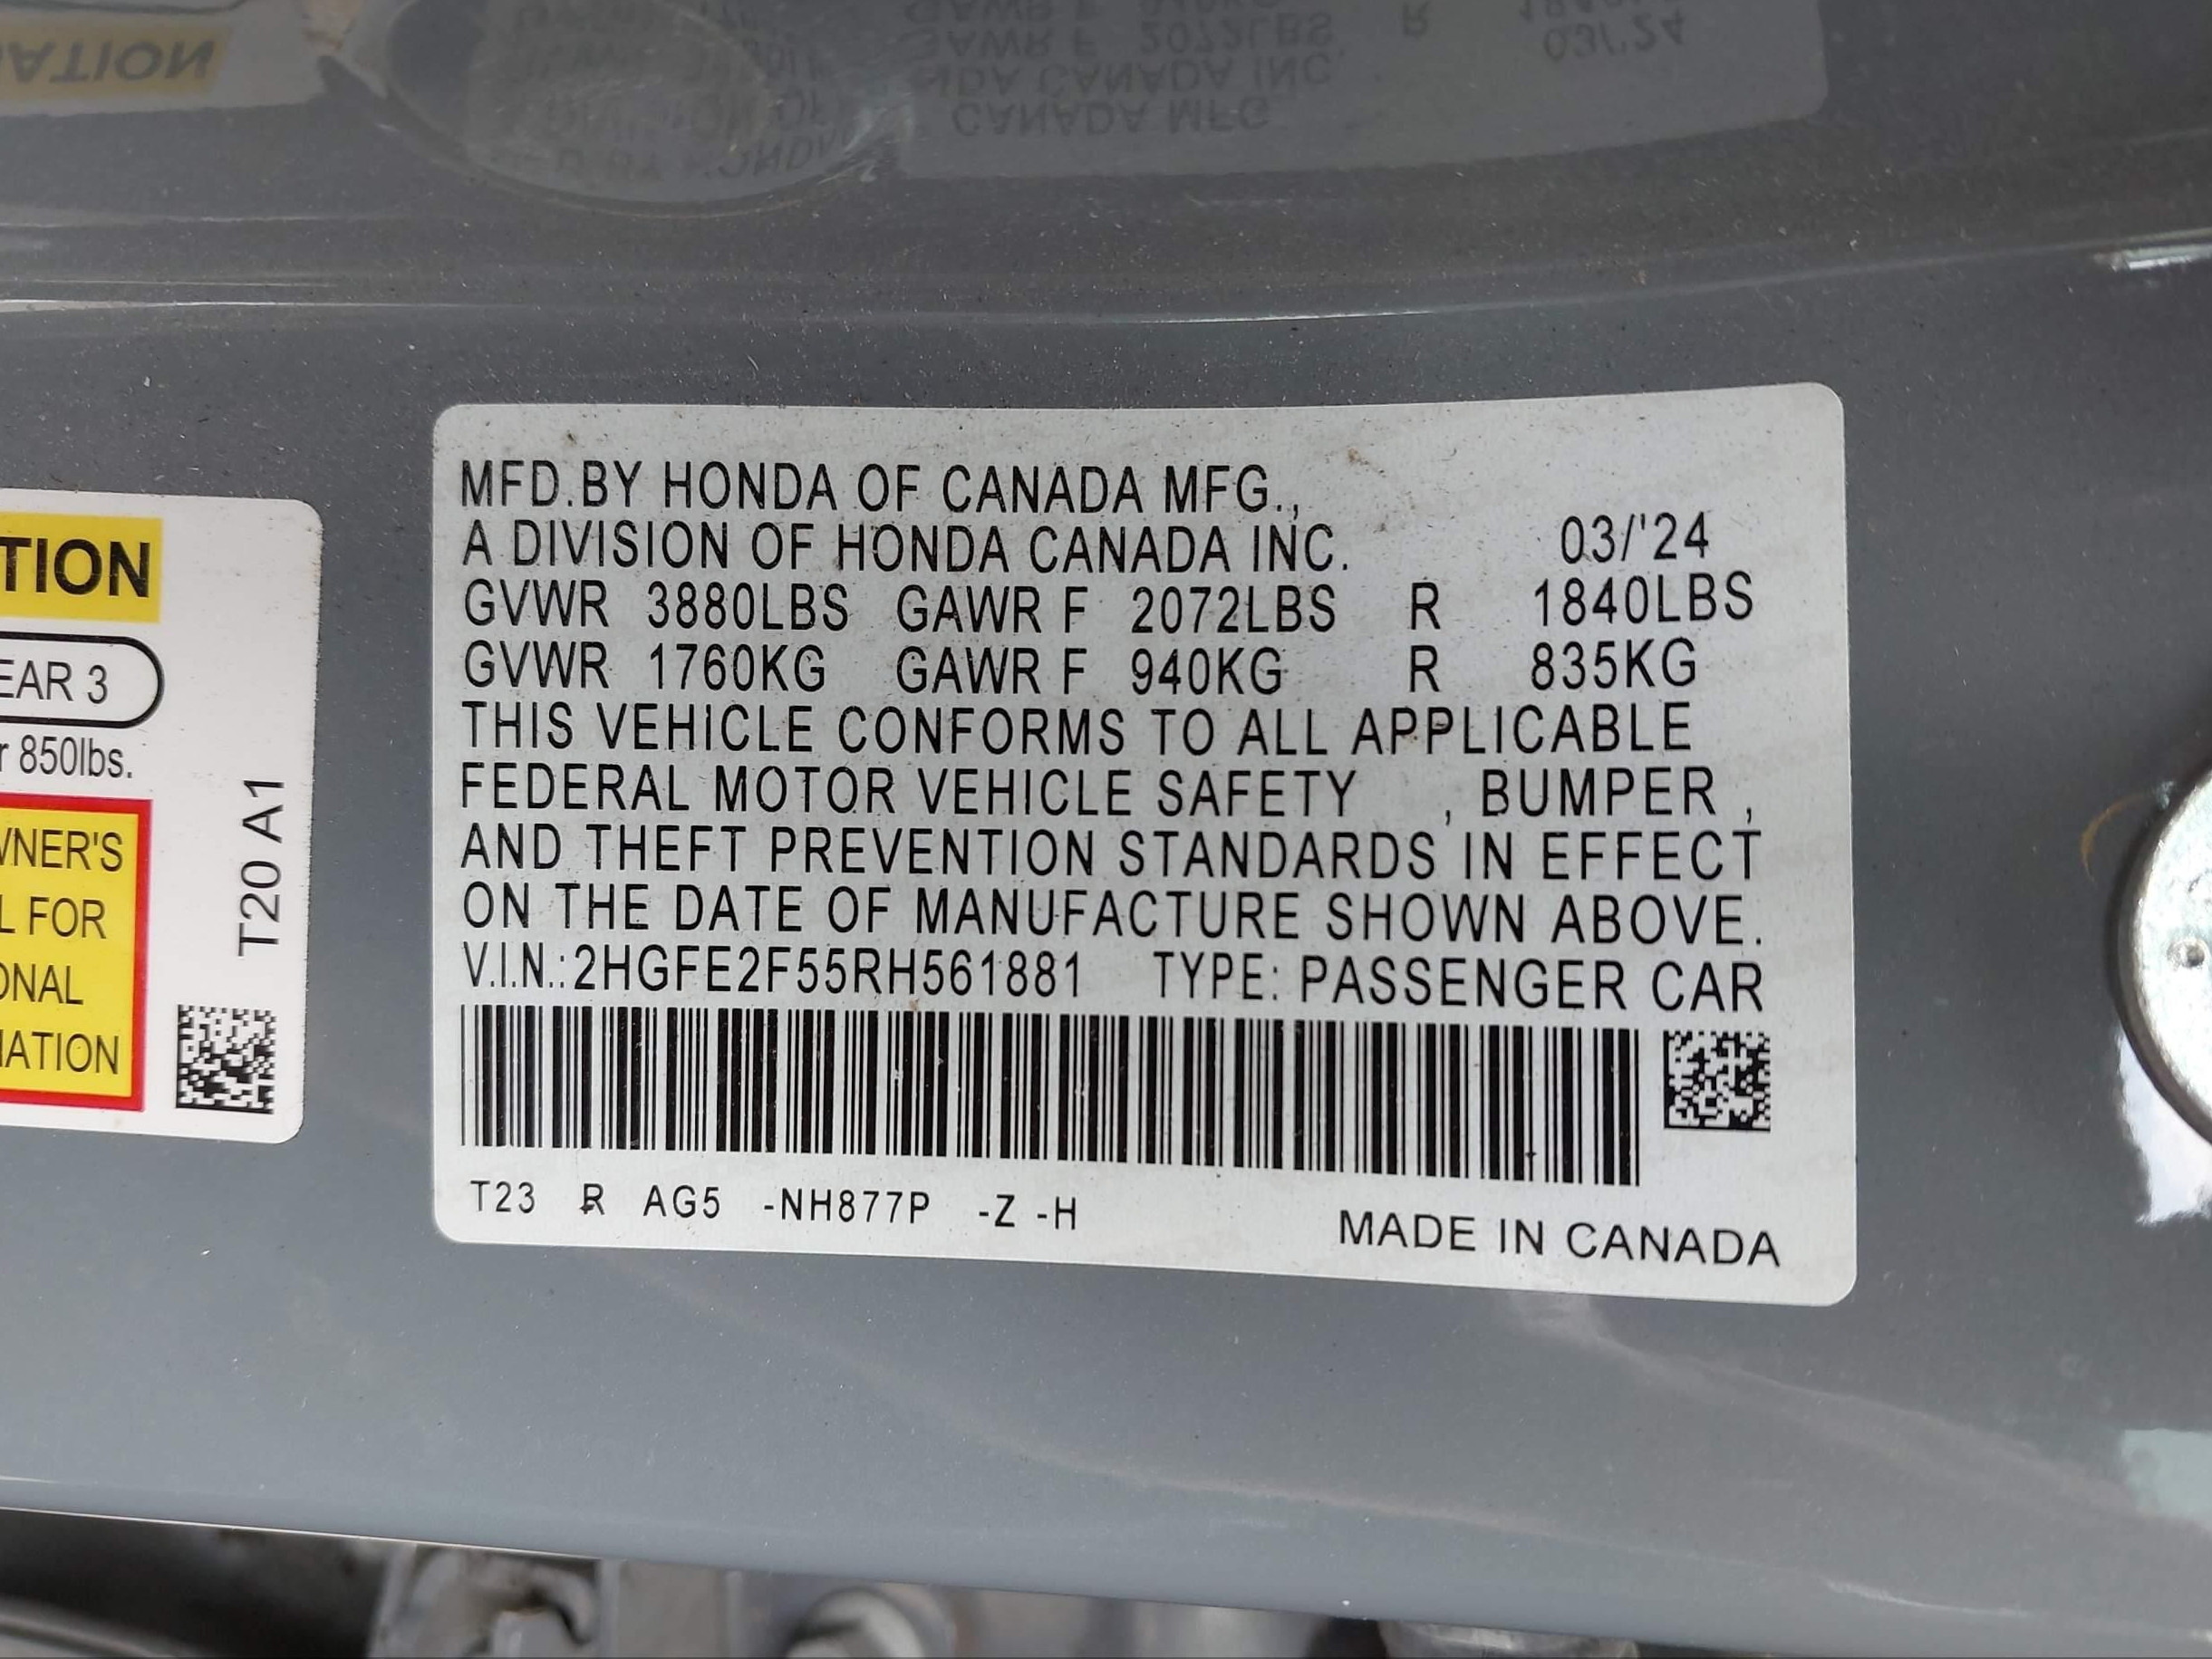 TION
EAR 3
850lbs.
WNER'S
FOR
ONAL
MATION
T20 A1
MFD.BY HONDA OF CANADA MFG.,
A DIVISION OF HONDA CANADA INC. 03/'24
GVWR 3880LBS GAWR F 2072LBS R 1840LBS
GVWR 1760KG GAWR F 940KG R 835KG
THIS VEHICLE CONFORMS TO ALL APPLICABLE
FEDERAL MOTOR VEHICLE SAFETY , BUMPER ,
AND THEFT PREVENTION STANDARDS IN EFFECT
ON THE DATE OF MANUFACTURE SHOWN ABOVE.
V.I.N.:2HGFE2F55RH561881 TYPE: PASSENGER CAR
T23 R AG5 -NH877P -Z -H
MADE IN CANADA